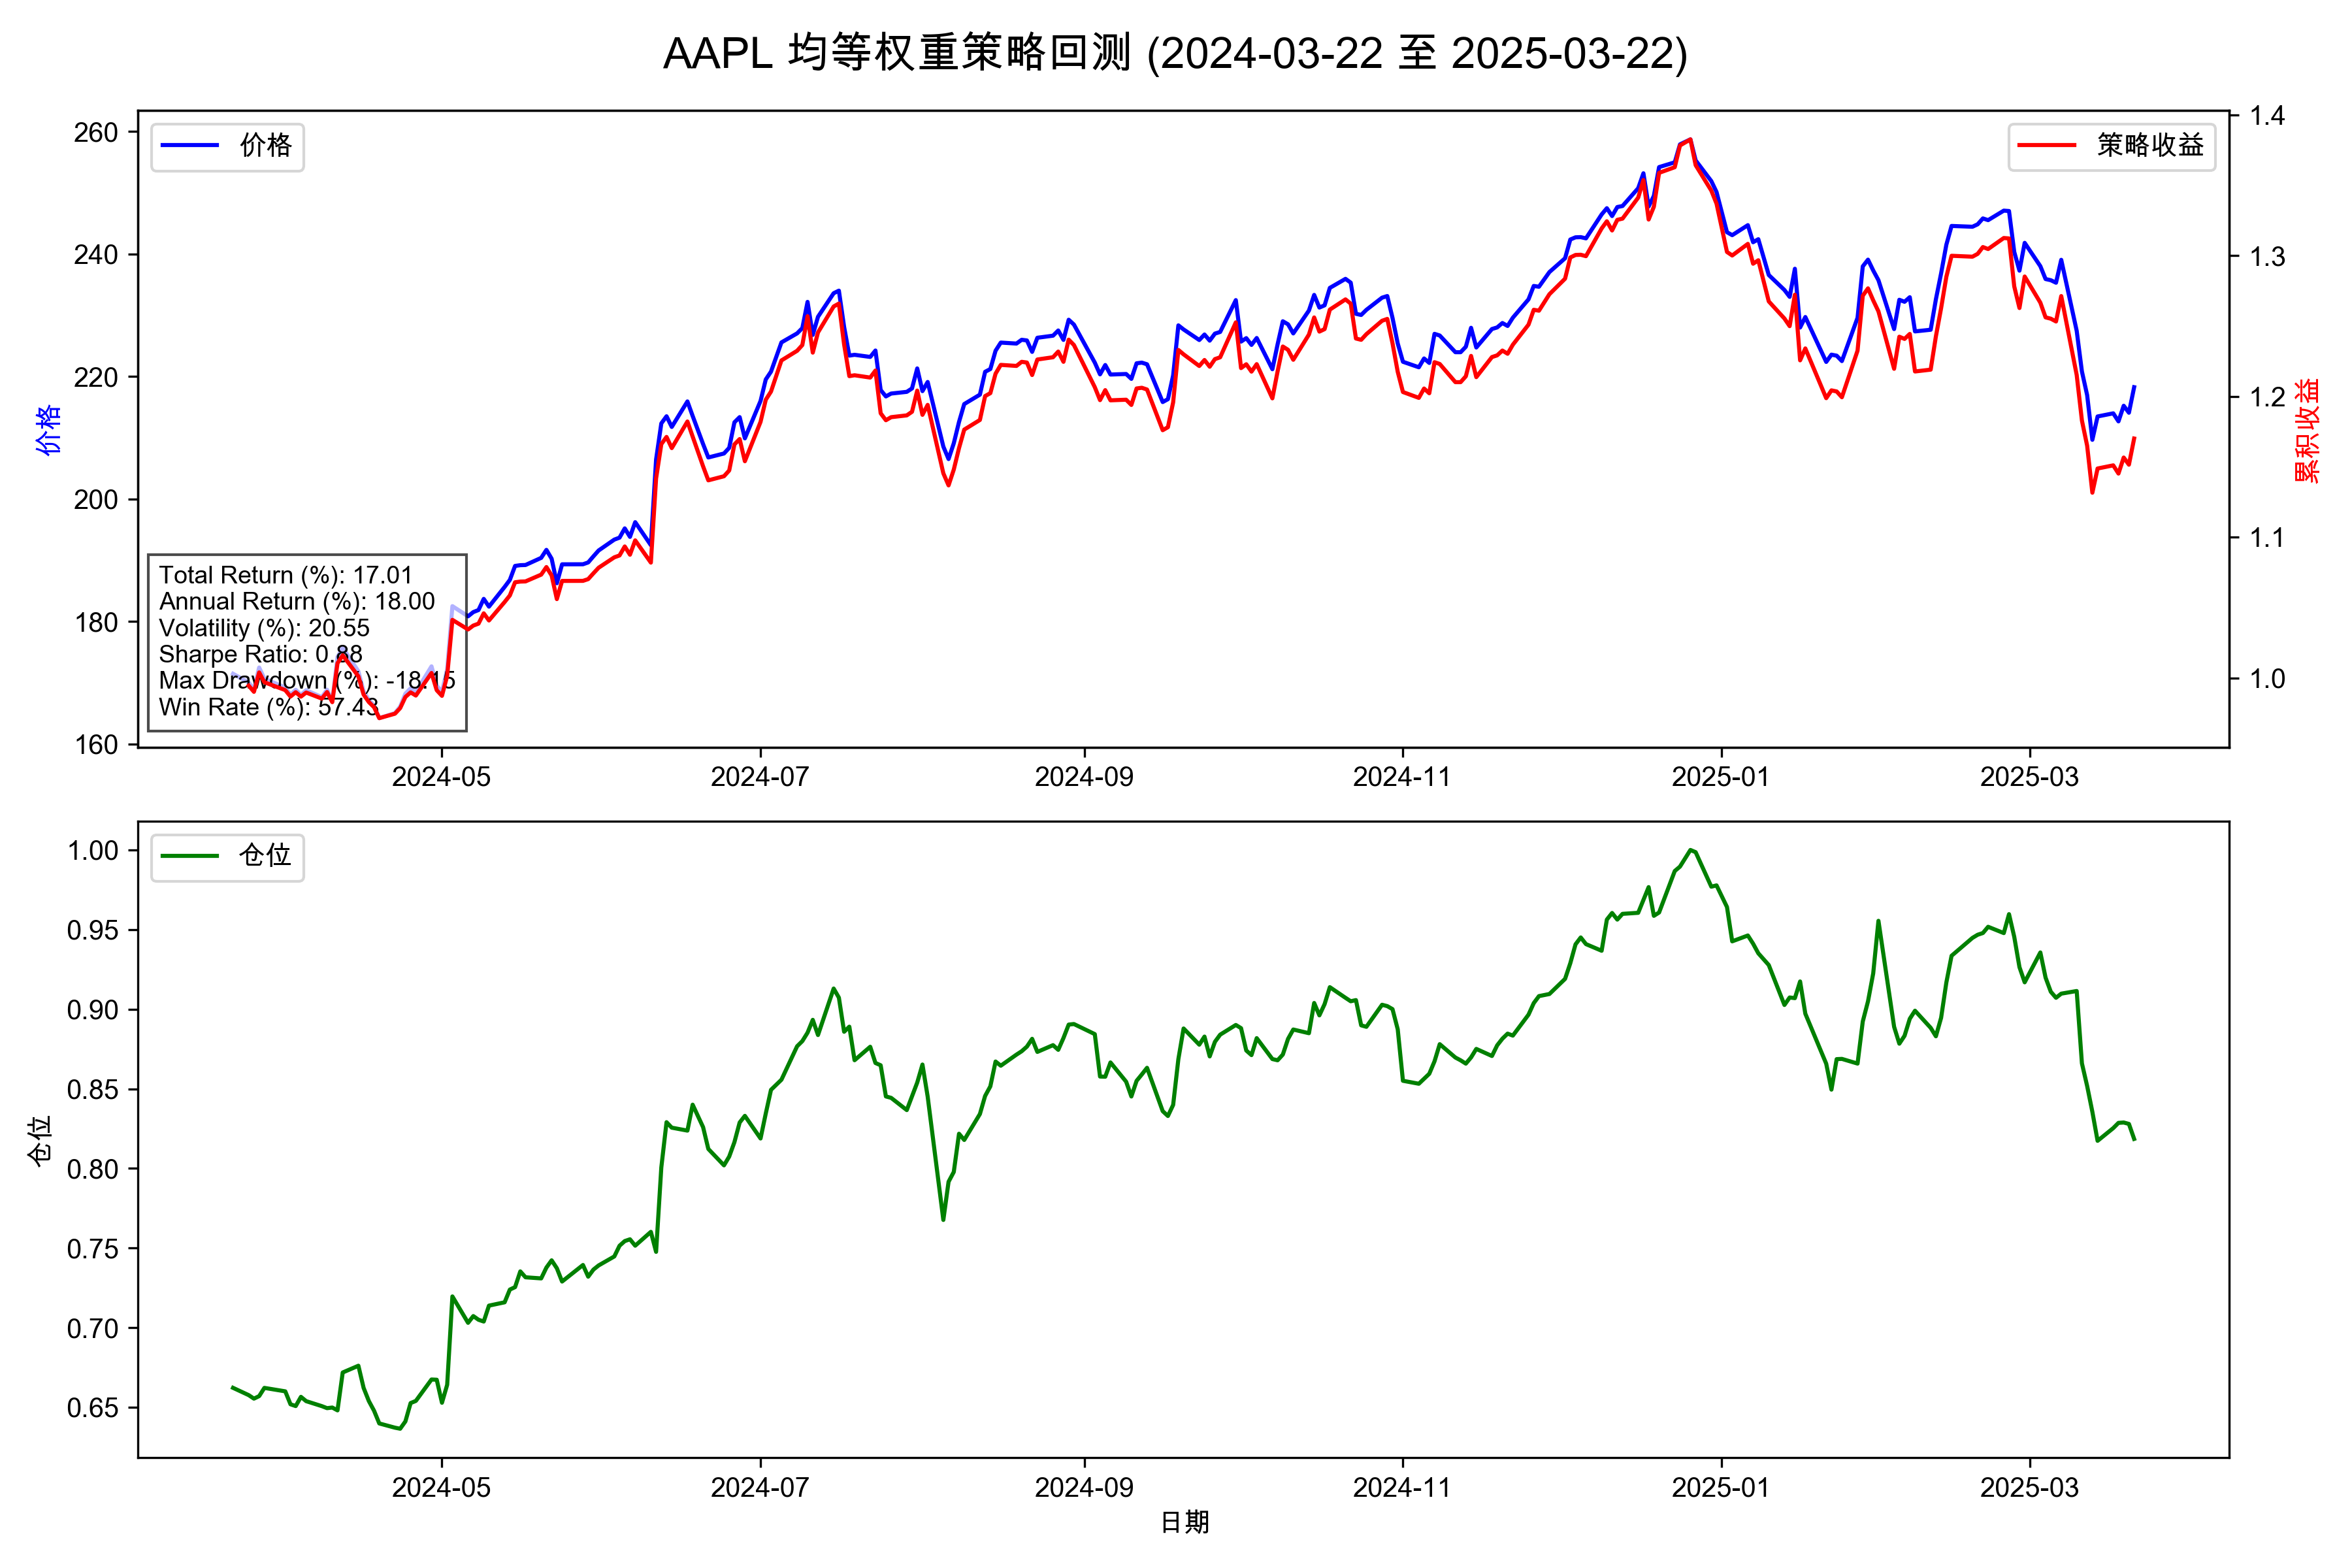 AAPL 均等权重策略回测 (2024-03-22 至 2025-03-22)
价格
策略收益
260
240
220
200
180
160
价格
1.4
1.3
1.2
1.1
1.0
累积收益
Total Return (%): 17.01
Annual Return (%): 18.00
Volatility (%): 20.55
Sharpe Ratio: 0.88
Max Drawdown (%): -18.15
Win Rate (%): 57.43
2024-05 2024-07 2024-09 2024-11 2025-01 2025-03
仓位
1.00
0.95
0.90
0.85
0.80
0.75
0.70
0.65
仓位
2024-05 2024-07 2024-09 2024-11 2025-01 2025-03
日期